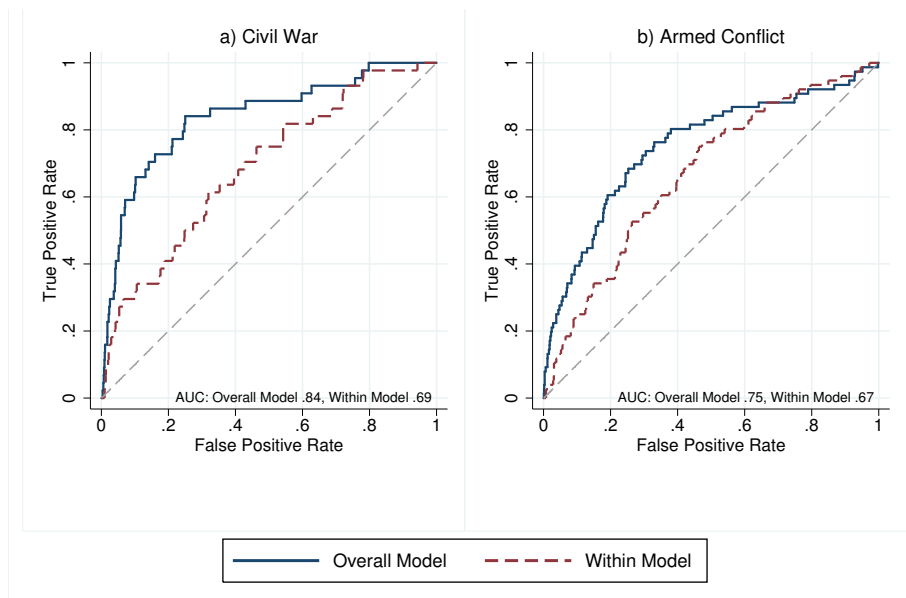 a) Civil War
True Positive Rate
1
.8
.6
.4
.2
0
AUC: Overall Model .84, Within Model .69
0 .2 .4 .6 .8 1
False Positive Rate
b) Armed Conflict
True Positive Rate
1
.8
.6
.4
.2
0
AUC: Overall Model .75, Within Model .67
0 .2 .4 .6 .8 1
False Positive Rate
Overall Model Within Model